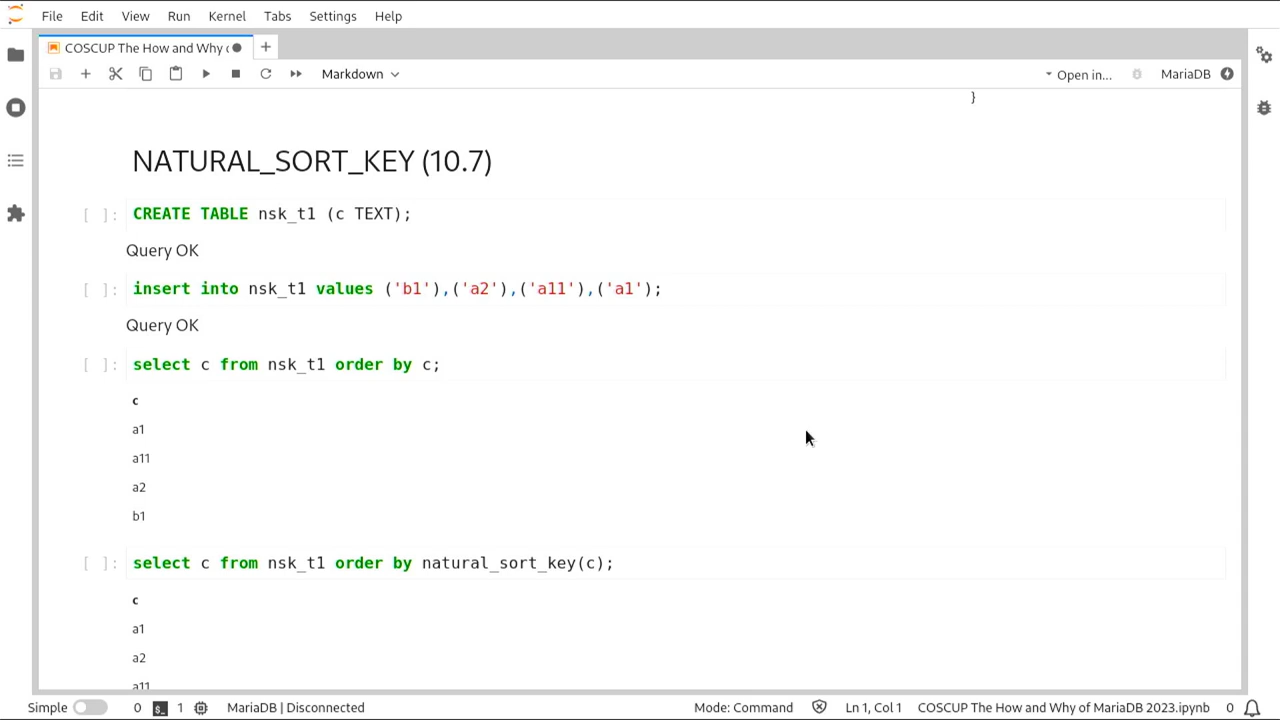 File Edit View Run Kernel Tabs Settings Help
COSCUP The How and Why
Markdown
Open in...
MariaDB
}
NATURAL_SORT_KEY (10.7)
[ ]: CREATE TABLE nsk_t1 (c TEXT);
Query OK
[ ]: insert into nsk_t1 values ('b1'),('a2'),('a11'),('a1');
Query OK
[ ]: select c from nsk_t1 order by c;
c
a1
a11
a2
b1
[ ]: select c from nsk_t1 order by natural_sort_key(c);
c
a1
a2
a11
Simple 0 1 MariaDB | Disconnected Mode: Command Ln 1, Col 1 COSCUP The How and Why of MariaDB 2023.ipynb 0